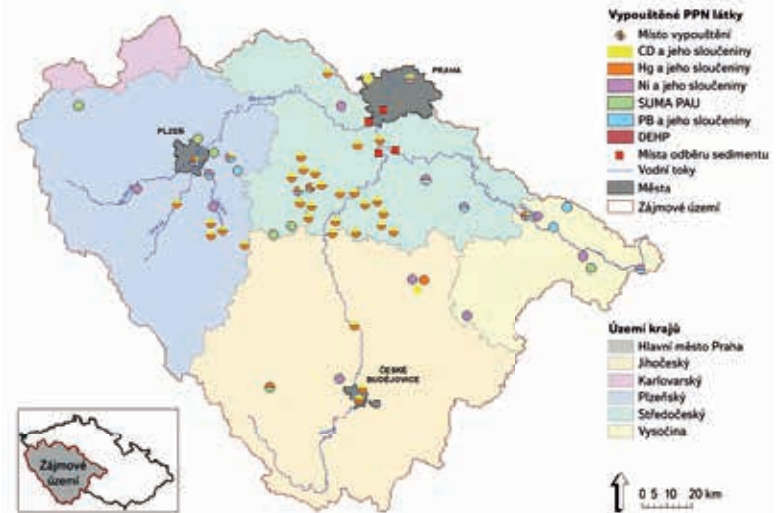 Vypouštěné PPN látky
Místo vypouštění
CD a jeho sloučeniny
Hg a jeho sloučeniny
Ni a jeho sloučeniny
SUMA PAU
PB a jeho sloučeniny
DEHP
Místa odběru sedimentu
Vodní toky
Města
Zájmové území
PRAHA
PLZEŇ
ČESKÉ
BUDĚJOVICE
Území krajů
Hlavní město Praha
Jihočeský
Karlovarský
Plzeňský
Středočeský
Vysočina
Zájmové
území
0 5 10 20 km